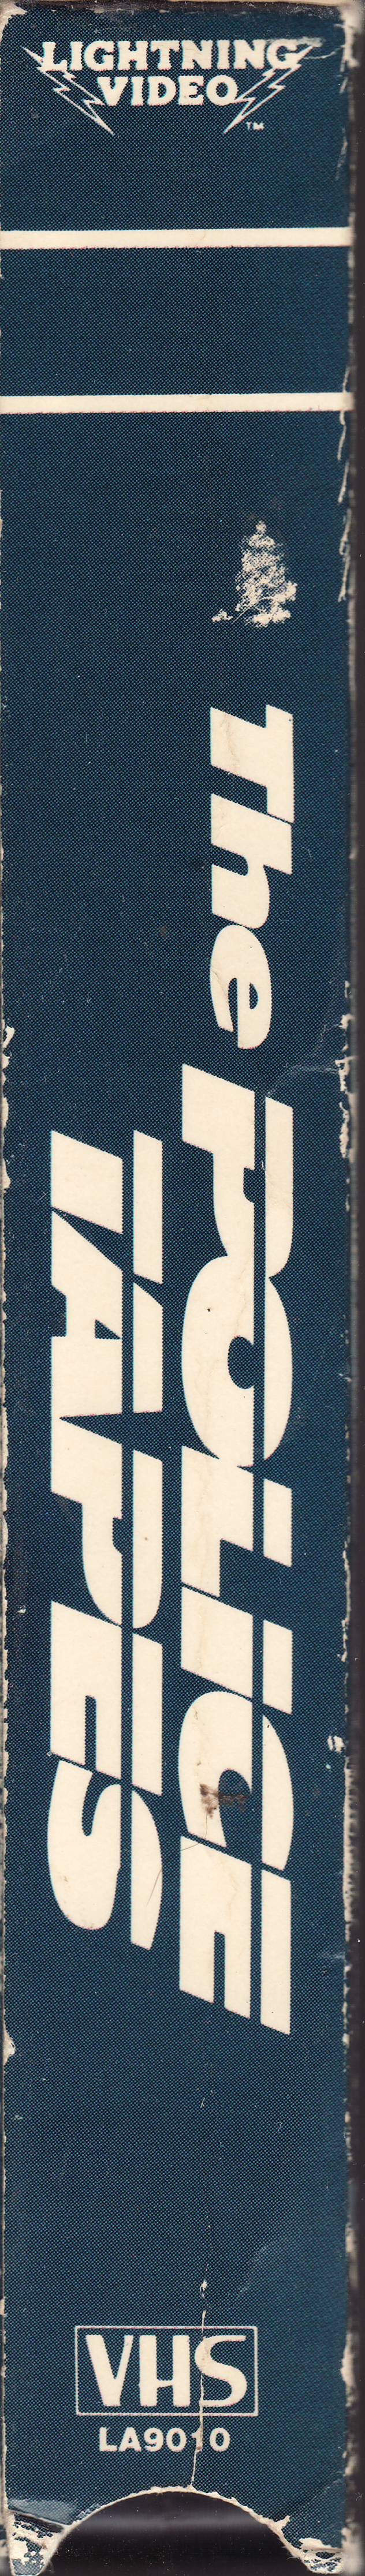 LIGHTNING
VIDEO
TM
The POLICE
TAPES
VHS
LA9010